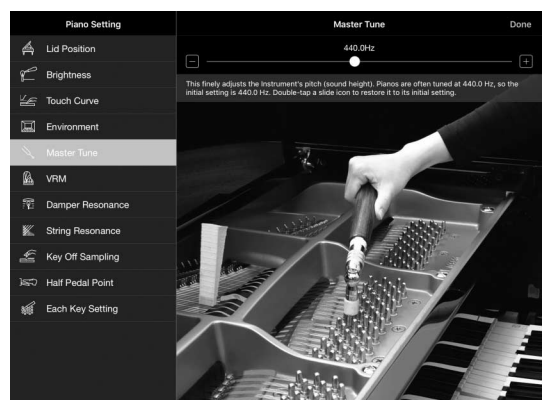 Piano Setting
Master Tune
Done
Lid Position
Brightness
Touch Curve
Environment
Master Tune
VRM
Damper Resonance
String Resonance
Key Off Sampling
Half Pedal Point
Each Key Setting
440.0Hz
This finely adjusts the Instrument's pitch (sound height). Pianos are often tuned at 440.0 Hz, so the
initial setting is 440.0 Hz. Double-tap a slide icon to restore it to its initial setting.